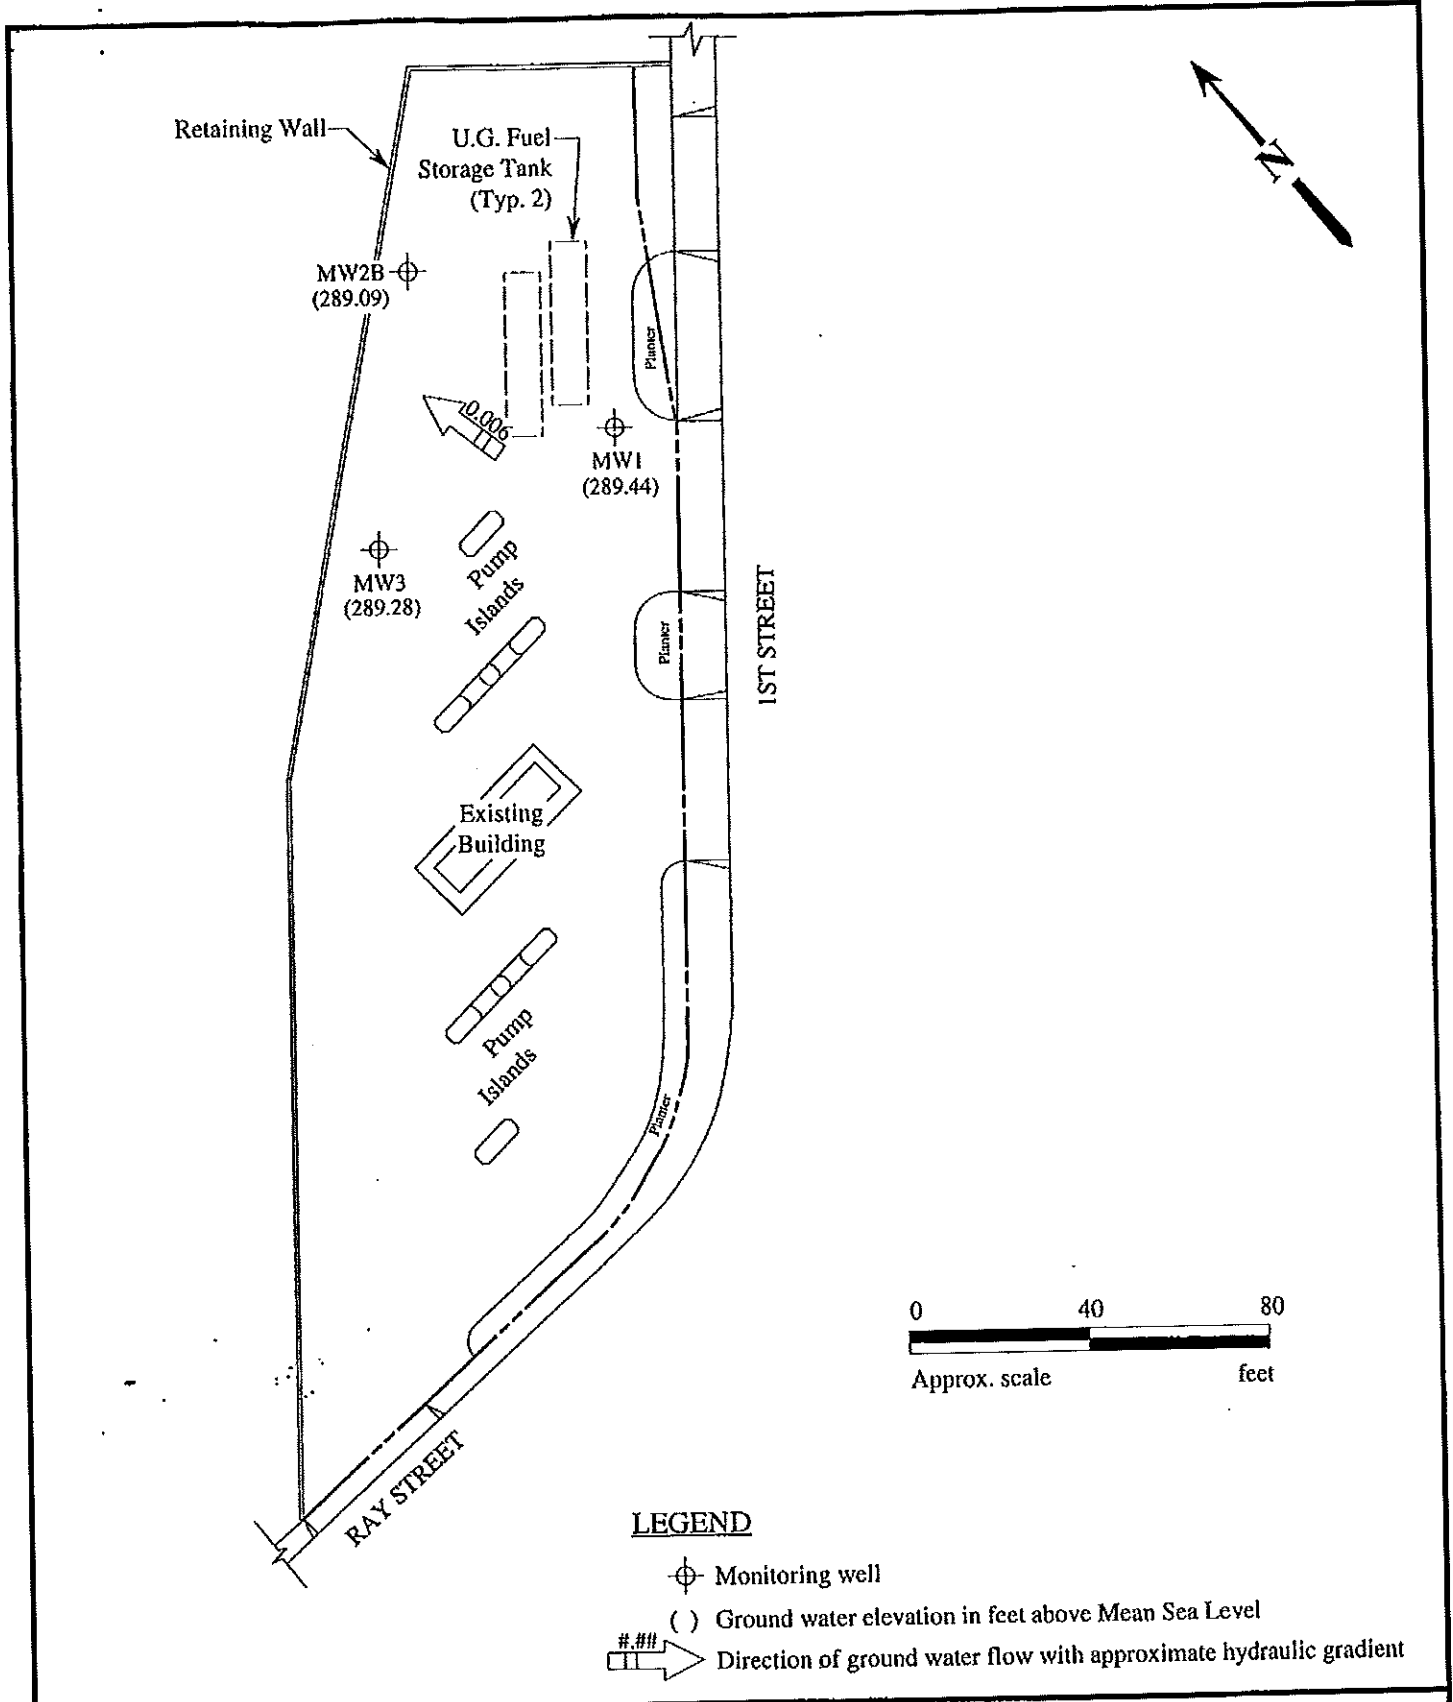 Retaining Wall
U.G. Fuel
Storage Tank
(Typ. 2)
N
MW2B
(289.09)
Planter
0.006
MW1
(289.44)
Pump
Islands
MW3
(289.28)
Planter
1ST STREET
Existing
Building
Pump
Islands
Planter
0 40 80
Approx. scale feet
RAY STREET
LEGEND
Monitoring well
( ) Ground water elevation in feet above Mean Sea Level
#.## Direction of ground water flow with approximate hydraulic gradient